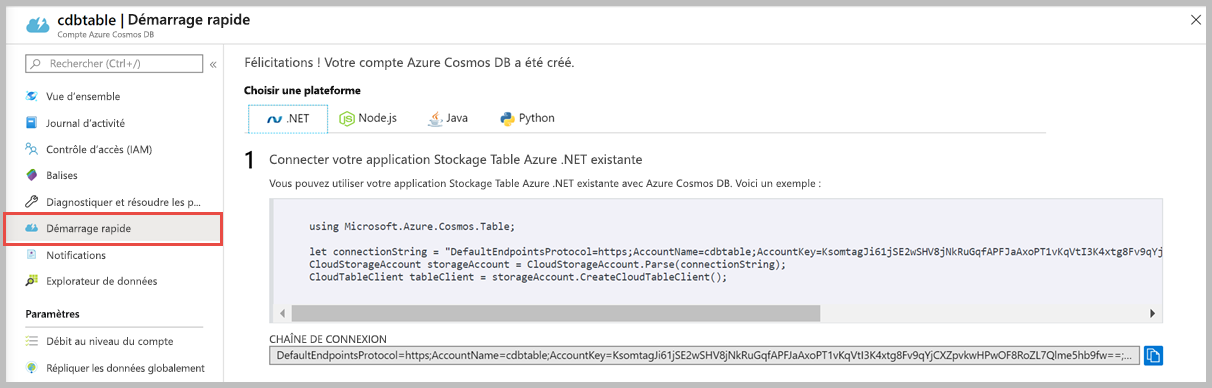 cdbtable | Démarrage rapide
Compte Azure Cosmos DB
Rechercher (Ctrl+/)
Vue d'ensemble
Journal d'activité
Contrôle d'accès (IAM)
Balises
Diagnostiquer et résoudre les p...
Démarrage rapide
Notifications
Explorateur de données
Paramètres
Débit au niveau du compte
Répliquer les données globalement
Félicitations ! Votre compte Azure Cosmos DB a été créé.
Choisir une plateforme
.NET Node.js Java Python
1 Connecter votre application Stockage Table Azure .NET existante
Vous pouvez utiliser votre application Stockage Table Azure .NET existante avec Azure Cosmos DB. Voici un exemple :
using Microsoft.Azure.Cosmos.Table;
let connectionString = "DefaultEndpointsProtocol=https;AccountName=cdbtable;AccountKey=KsomtagJi61jSE2wSHV8jNkRuGqfAPFJaAxoPT1vKqVtI3K4xtg8Fv9qYj
CloudStorageAccount storageAccount = CloudStorageAccount.Parse(connectionString);
CloudTableClient tableClient = storageAccount.CreateCloudTableClient();
CHAÎNE DE CONNEXION
DefaultEndpointsProtocol=https;AccountName=cdbtable;AccountKey=KsomtagJi61jSE2wSHV8jNkRuGqfAPFJaAxoPT1vKqVtI3K4xtg8Fv9qYjCXZpvkwHPwOF8RoZL7Qlme5hb9fw==;...